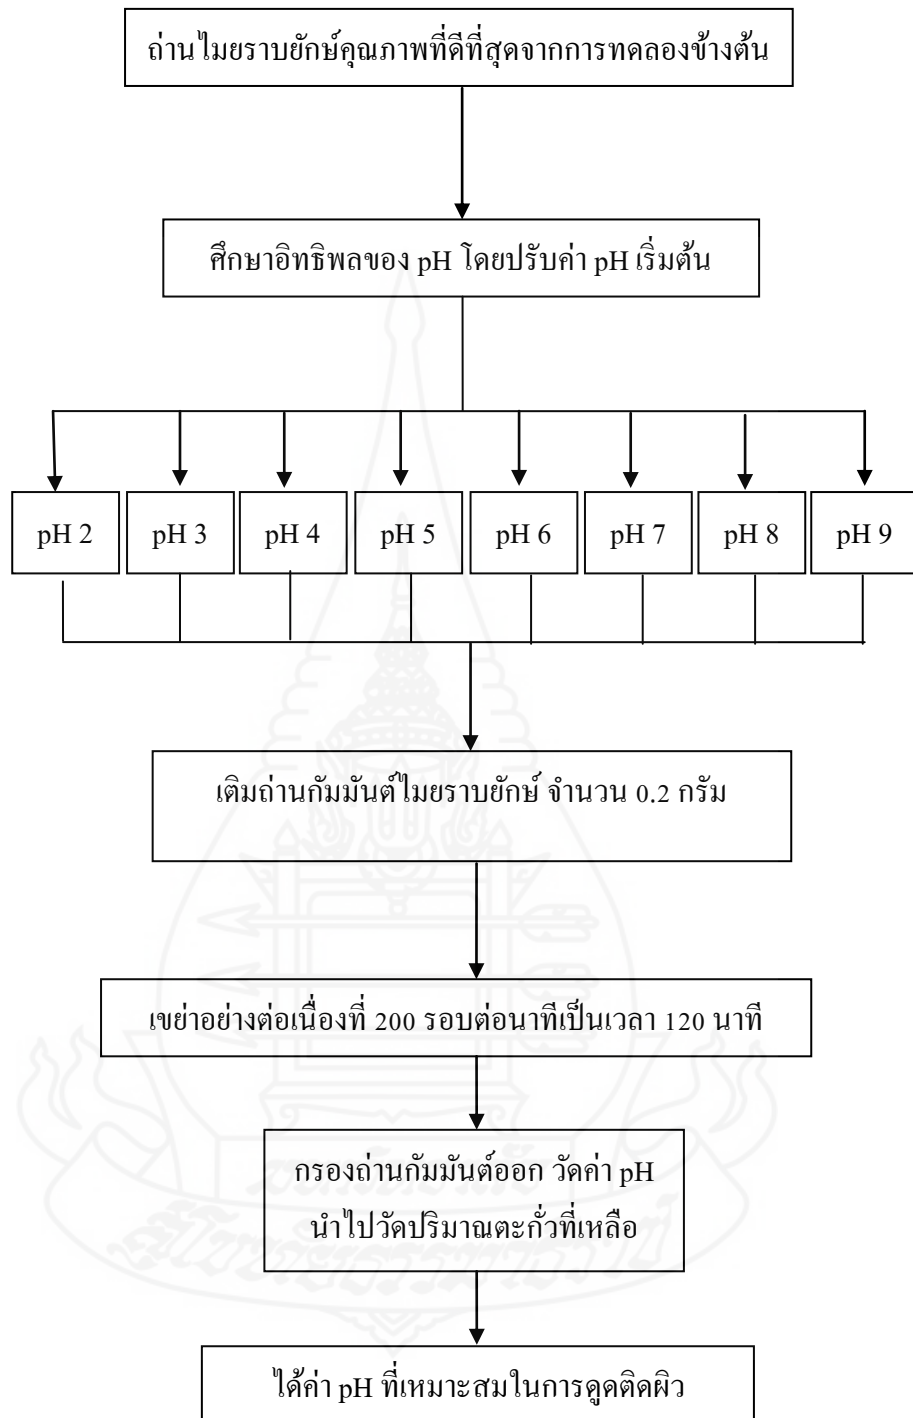 ถ่านไมยราบยักษ์คุณภาพที่ดีที่สุดจากการทดลองข้างต้น
ศึกษาอิทธิพลของ pH โดยปรับค่า pH เริ่มต้น
pH 2
pH 3
pH 4
pH 5
pH 6
pH 7
pH 8
pH 9
เติมถ่านกัมมันต์ไมยราบยักษ์ จำนวน 0.2 กรัม
เขย่าอย่างต่อเนื่องที่ 200 รอบต่อนาทีเป็นเวลา 120 นาที
กรองถ่านกัมมันต์ออก วัดค่า pH
นำไปวัดปริมาณตะกั่วที่เหลือ
ได้ค่า pH ที่เหมาะสมในการดูดติดผิว